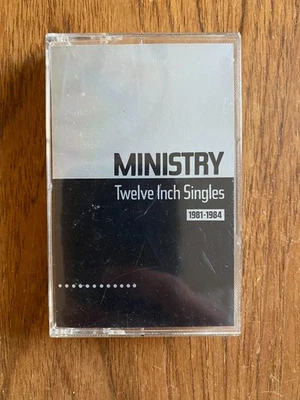 MINISTRY
Twelve Inch Singles
1981-1984